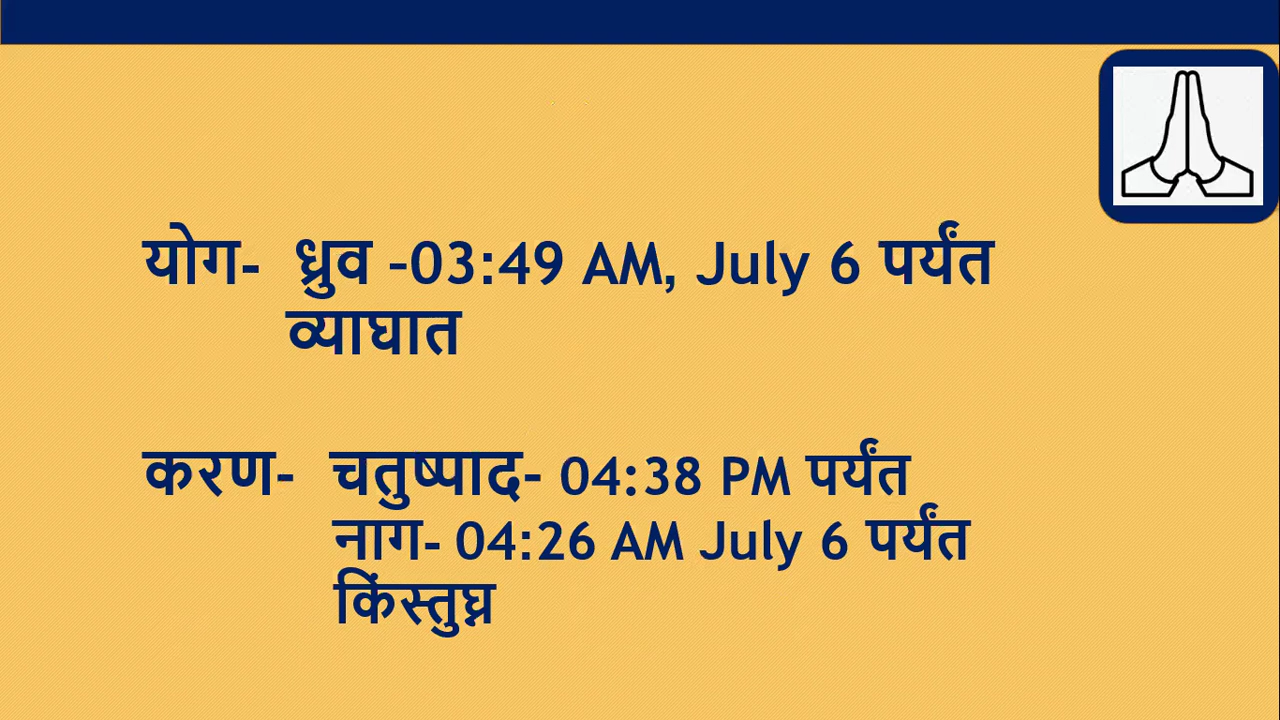 योग- ध्रुव -03:49 AM, July 6 पर्यंत
व्याघात
करण- चतुष्पाद- 04:38 PM पर्यंत
नाग- 04:26 AM July 6 पर्यंत
किंस्तुघ्न